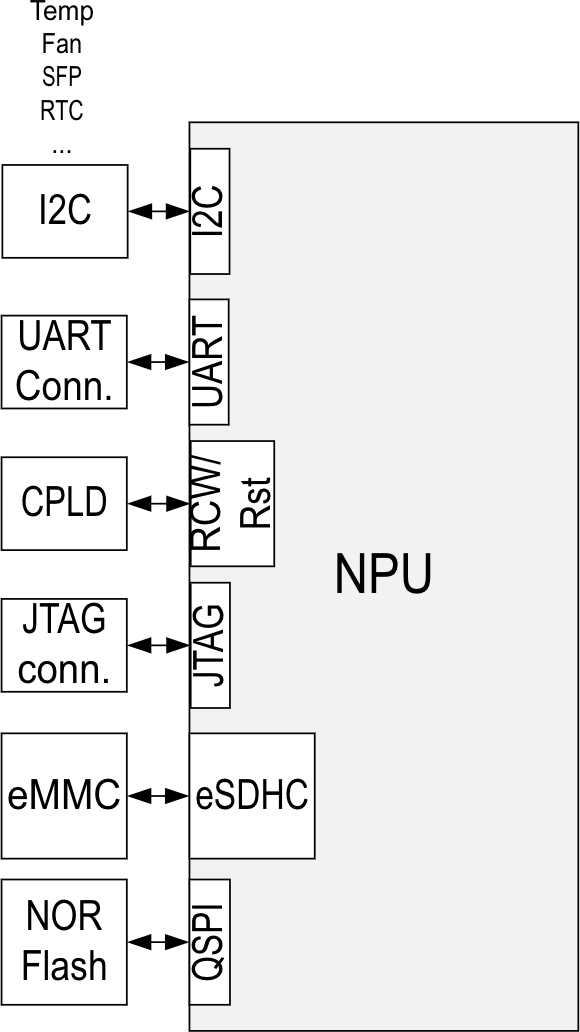 Temp
Fan
SFP
RTC
...
I2C
I2C
UART
Conn.
UART
CPLD
RCW/
Rst
NPU
JTAG
conn.
JTAG
eMMC
eSDHC
NOR
Flash
QSPI